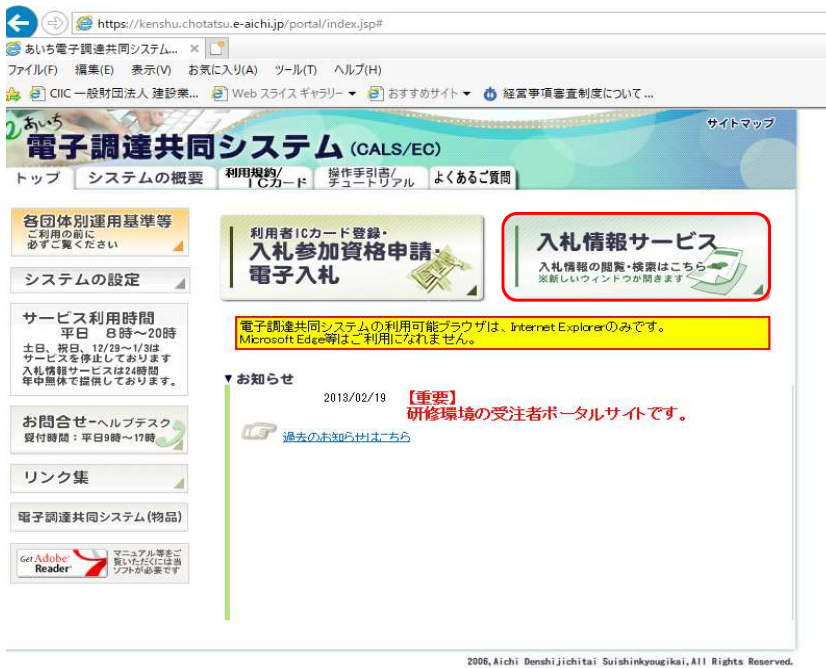 https://kenshu.chotatsu.e-aichi.jp/portal/index.jsp#
あいち電子調達共同システム...
ファイル(F) 編集(E) 表示(V) お気に入り(A) ツール(T) ヘルプ(H)
CIIC 一般財団法人 建設業... Web スライス ギャラリー おすすめサイト 経営事項審査制度について ...
サイトマップ
あいち
電子調達共同システム (CALS/EC)
トップ システムの概要 利用規約/ICカード 操作手引書/チュートリアル よくあるご質問
各団体別運用基準等
ご利用の前に
必ずご覧ください
システムの設定
サービス利用時間
平日 8時~20時
土日、祝日、12/29~1/3は
サービスを停止しております
入札情報サービスは24時間
年中無休で提供しております。
お問合せ-ヘルプデスク
受付時間:平日9時~17時
リンク集
電子調達共同システム(物品)
Get Adobe Reader
マニュアル等をご
覧いただくには当
ソフトが必要です
利用者ICカード登録・
入札参加資格申請・
電子入札
入札情報サービス
入札情報の閲覧・検索はこちら
※新しいウィンドウが開きます
電子調達共同システムの利用可能ブラウザは、Internet Explorerのみです。
Microsoft Edge等はご利用になれません。
▼お知らせ
2013/02/19 【重要】
研修環境の受注者ポータルサイトです。
過去のお知らせはこちら
2006,Aichi Denshijichitai Suishinkyougikai,All Rights Reserved.